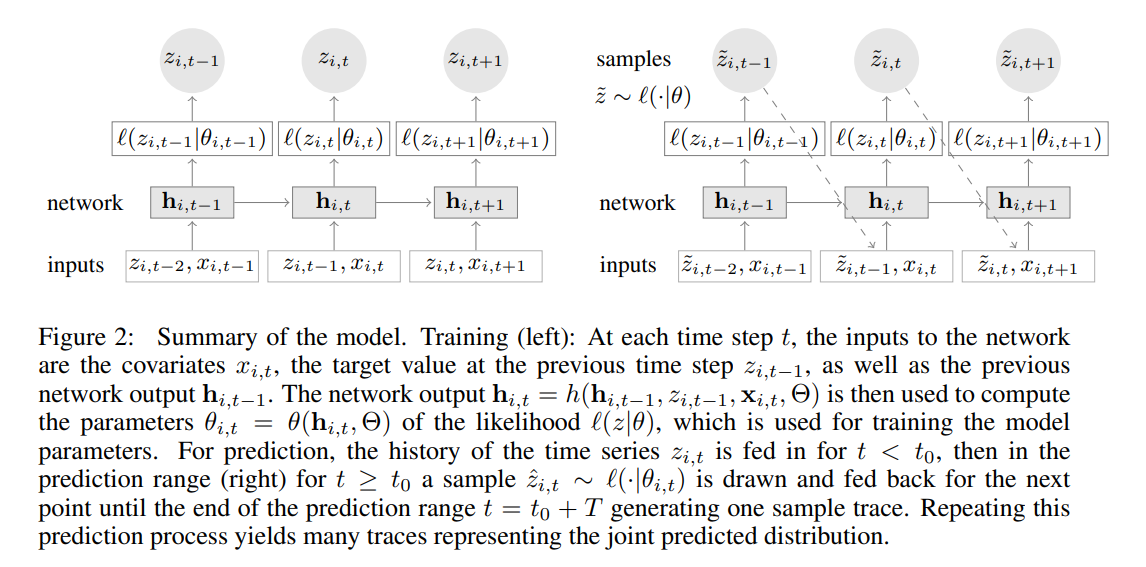 z_{i,t−1} z_{i,t} z_{i,t+1} samples z̃_{i,t−1} z̃_{i,t} z̃_{i,t+1}
z̃ ∼ ℓ(·|θ)
ℓ(z_{i,t−1}|θ_{i,t−1}) ℓ(z_{i,t}|θ_{i,t}) ℓ(z_{i,t+1}|θ_{i,t+1}) ℓ(z_{i,t−1}|θ_{i,t−1}) ℓ(z_{i,t}|θ_{i,t}) ℓ(z_{i,t+1}|θ_{i,t+1})
network h_{i,t−1} h_{i,t} h_{i,t+1} network h_{i,t−1} h_{i,t} h_{i,t+1}
inputs z_{i,t−2}, x_{i,t−1} z_{i,t−1}, x_{i,t} z_{i,t}, x_{i,t+1} inputs z̃_{i,t−2}, x_{i,t−1} z̃_{i,t−1}, x_{i,t} z̃_{i,t}, x_{i,t+1}
Figure 2: Summary of the model. Training (left): At each time step t, the inputs to the network
are the covariates x_{i,t}, the target value at the previous time step z_{i,t−1}, as well as the previous
network output h_{i,t−1}. The network output h_{i,t} = h(h_{i,t−1}, z_{i,t−1}, x_{i,t}, Θ) is then used to compute
the parameters θ_{i,t} = θ(h_{i,t}, Θ) of the likelihood ℓ(z|θ), which is used for training the model
parameters. For prediction, the history of the time series z_{i,t} is fed in for t < t_0, then in the
prediction range (right) for t ≥ t_0 a sample ẑ_{i,t} ∼ ℓ(·|θ_{i,t}) is drawn and fed back for the next
point until the end of the prediction range t = t_0 + T generating one sample trace. Repeating this
prediction process yields many traces representing the joint predicted distribution.